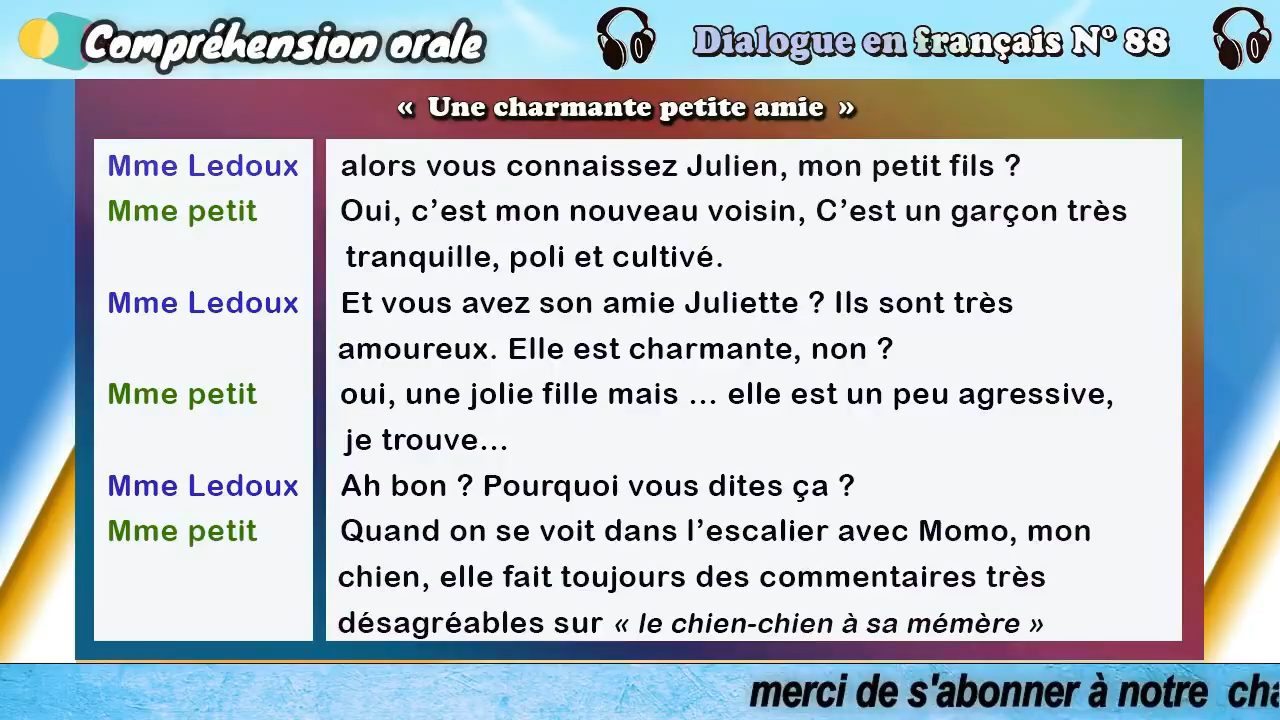 Compréhension orale
Dialogue en français Nº 88
« Une charmante petite amie »
Mme Ledoux alors vous connaissez Julien, mon petit fils ?
Mme petit Oui, c’est mon nouveau voisin, C’est un garçon très
tranquille, poli et cultivé.
Mme Ledoux Et vous avez son amie Juliette ? Ils sont très
amoureux. Elle est charmante, non ?
Mme petit oui, une jolie fille mais ... elle est un peu agressive,
je trouve...
Mme Ledoux Ah bon ? Pourquoi vous dites ça ?
Mme petit Quand on se voit dans l’escalier avec Momo, mon
chien, elle fait toujours des commentaires très
désagréables sur « le chien-chien à sa mémère »
merci de s'abonner à notre